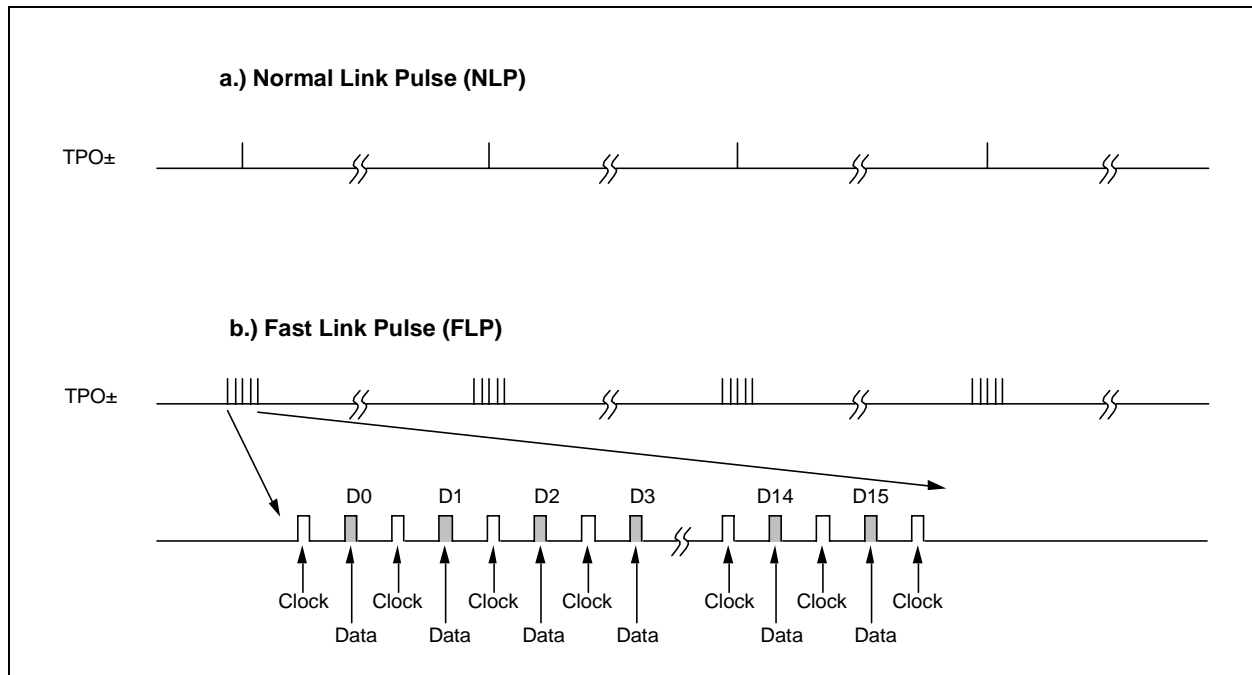 a.) Normal Link Pulse (NLP)
TPO±
b.) Fast Link Pulse (FLP)
TPO±
D0 D1 D2 D3 D14 D15
Clock Clock Clock Clock Clock Clock Clock
Data Data Data Data Data Data